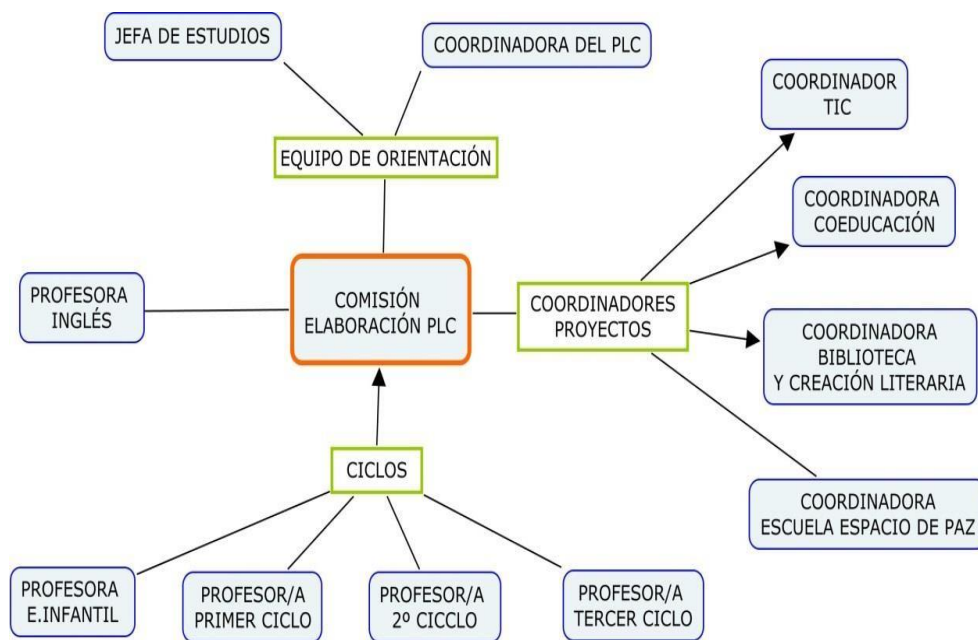 JEFA DE ESTUDIOS
COORDINADORA DEL PLC
COORDINADOR
TIC
EQUIPO DE ORIENTACIÓN
COORDINADORA
COEDUCACIÓN
PROFESORA
INGLÉS
COMISIÓN
ELABORACIÓN PLC
COORDINADORES
PROYECTOS
COORDINADORA
BIBLIOTECA
Y CREACIÓN LITERARIA
CICLOS
COORDINADORA
ESCUELA ESPACIO DE PAZ
PROFESORA
E.INFANTIL
PROFESOR/A
PRIMER CICLO
PROFESOR/A
2º CICCLO
PROFESOR/A
TERCER CICLO